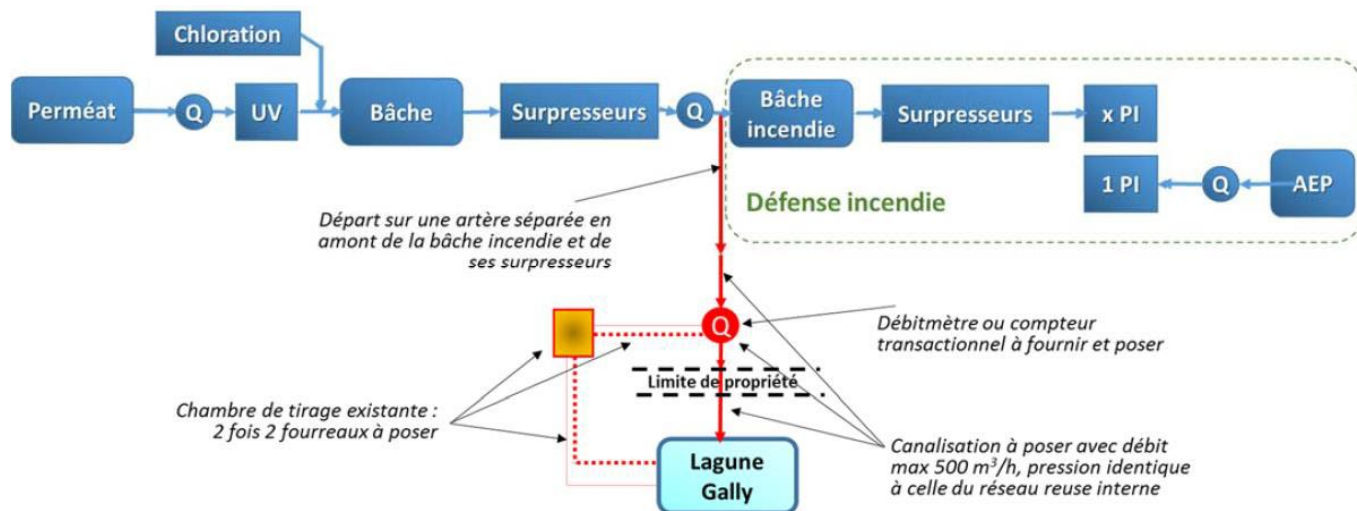 Chloration
Perméat
Q
UV
Bâche
Surpresseurs
Q
Bâche
incendie
Surpresseurs
x PI
1 PI
Q
AEP
Défense incendie
Départ sur une artère séparée en
amont de la bâche incendie et de
ses surpresseurs
Q
Débitmètre ou compteur
transactionnel à fournir et poser
Limite de propriété
Chambre de tirage existante :
2 fois 2 fourreaux à poser
Canalisation à poser avec débit
max 500 m³/h, pression identique
à celle du réseau reuse interne
Lagune
Gally